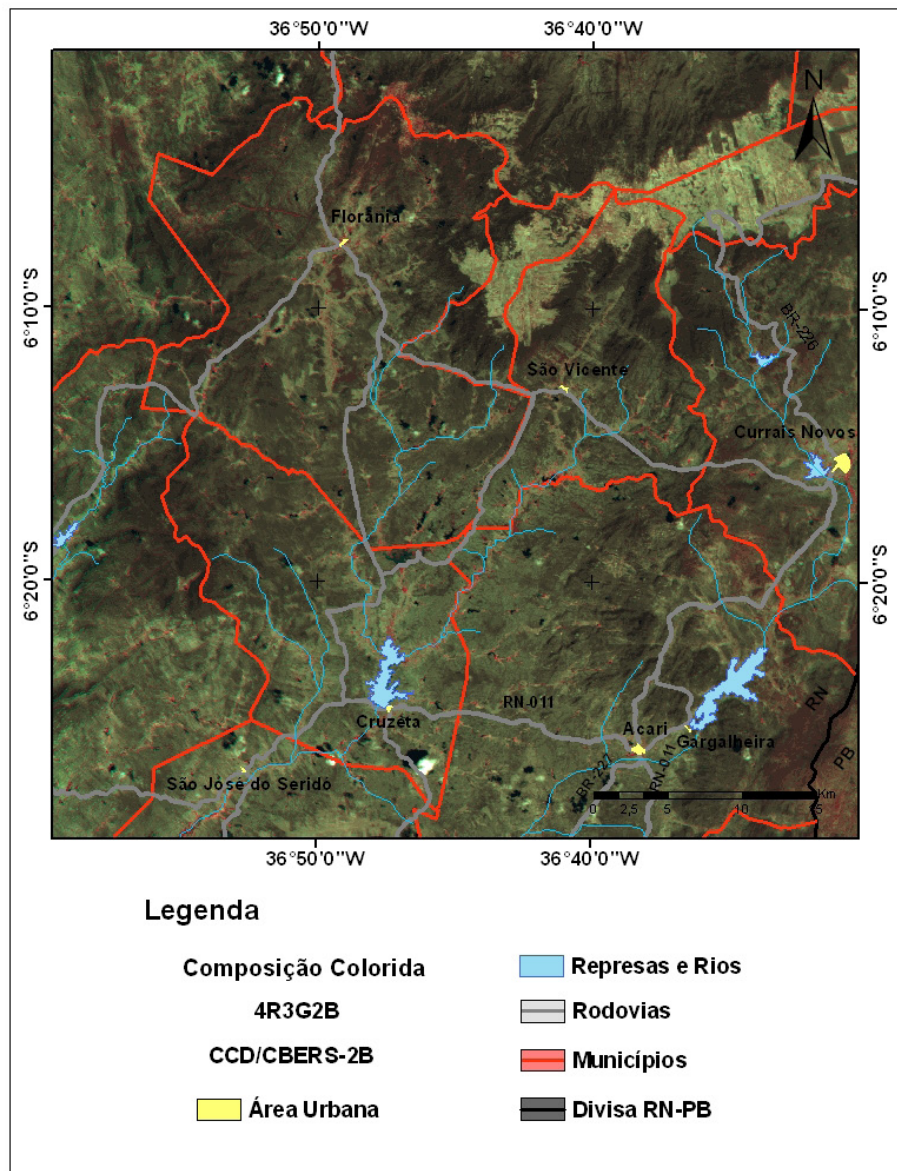 36°50'0"W 36°40'0"W
N
Florânia
6°10'0"S 6°10'0"S
BR-226
São Vicente
Currais Novos
6°20'0"S 6°20'0"S
RN-011
RN
Cruzeta
Acari
Gargalheira
PB
São José do Seridó
BR-227
RN-011
Km
0 2,5 5 10 15
36°50'0"W 36°40'0"W
Legenda
Composição Colorida
4R3G2B
CCD/CBERS-2B
Área Urbana
Represas e Rios
Rodovias
Municípios
Divisa RN-PB